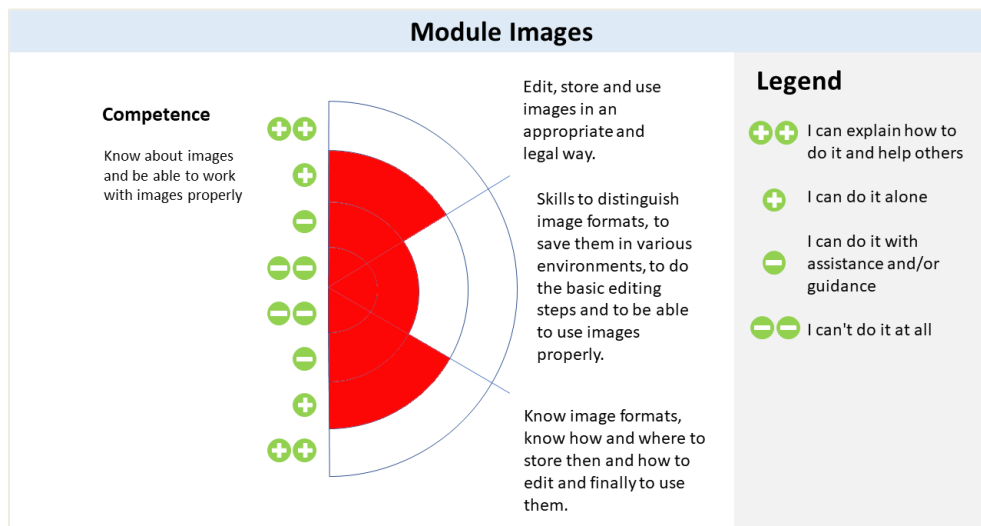 Module Images
Competence
Know about images
and be able to work
with images properly
Edit, store and use
images in an
appropriate and
legal way.
Skills to distinguish
image formats, to
save them in various
environments, to do
the basic editing
steps and to be able
to use images
properly.
Know image formats,
know how and where to
store then and how to
edit and finally to use
them.
Legend
I can explain how to
do it and help others
I can do it alone
I can do it with
assistance and/or
guidance
I can't do it at all